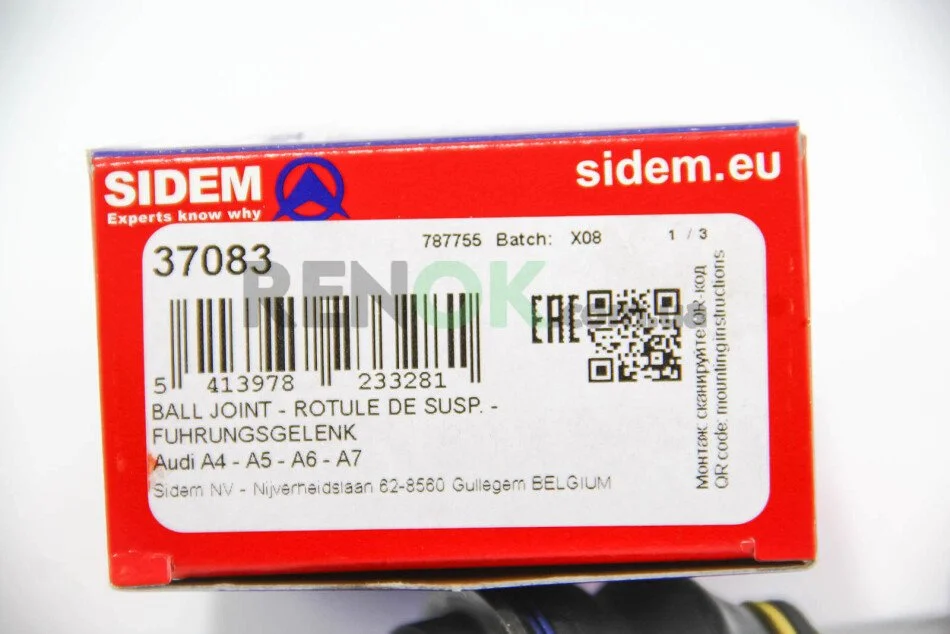 SIDEM
Experts know why
sidem.eu
787755 Batch: X08 1 / 3
37083
RENOK
EAC
5 413978 233281
BALL JOINT - ROTULE DE SUSP. -
FUHRUNGSGELENK
Audi A4 - A5 - A6 - A7
Sidem NV - Nijverheidslaan 62-8560 Gullegem BELGIUM
Монтаж: сканируйте QR-код
QR code: mounting instructions